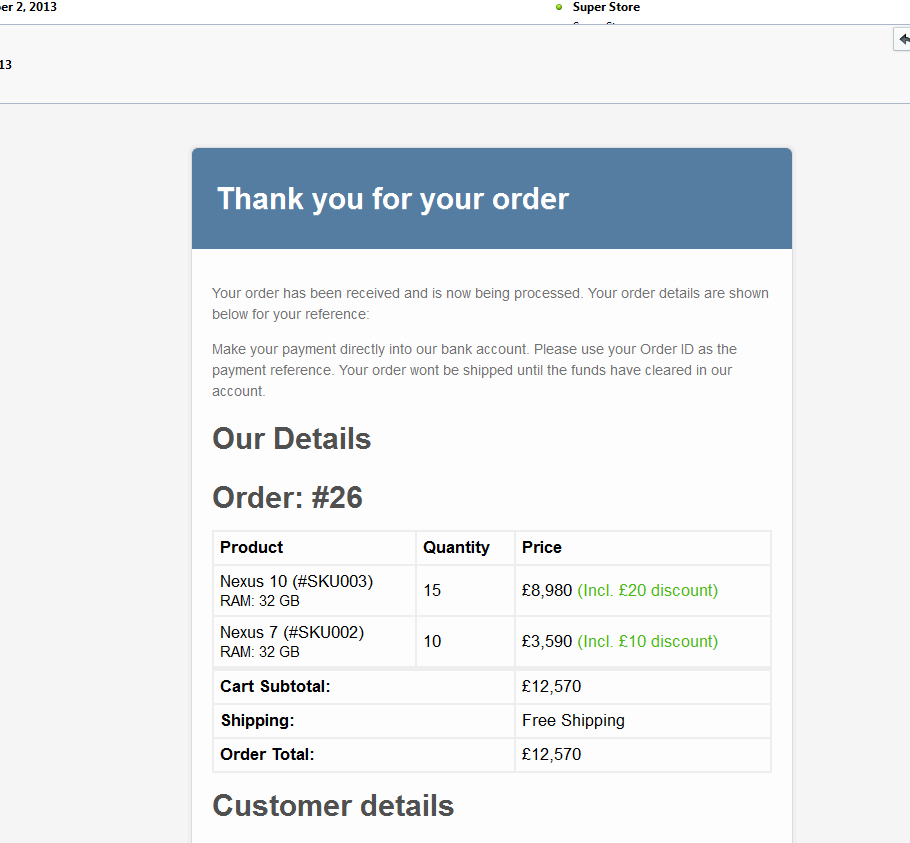 er 2, 2013
Super Store
13
Thank you for your order
Your order has been received and is now being processed. Your order details are shown
below for your reference:
Make your payment directly into our bank account. Please use your Order ID as the
payment reference. Your order wont be shipped until the funds have cleared in our
account.
Our Details
Order: #26
Product Quantity Price
Nexus 10 (#SKU003) 15 £8,980 (Incl. £20 discount)
RAM: 32 GB
Nexus 7 (#SKU002) 10 £3,590 (Incl. £10 discount)
RAM: 32 GB
Cart Subtotal: £12,570
Shipping: Free Shipping
Order Total: £12,570
Customer details